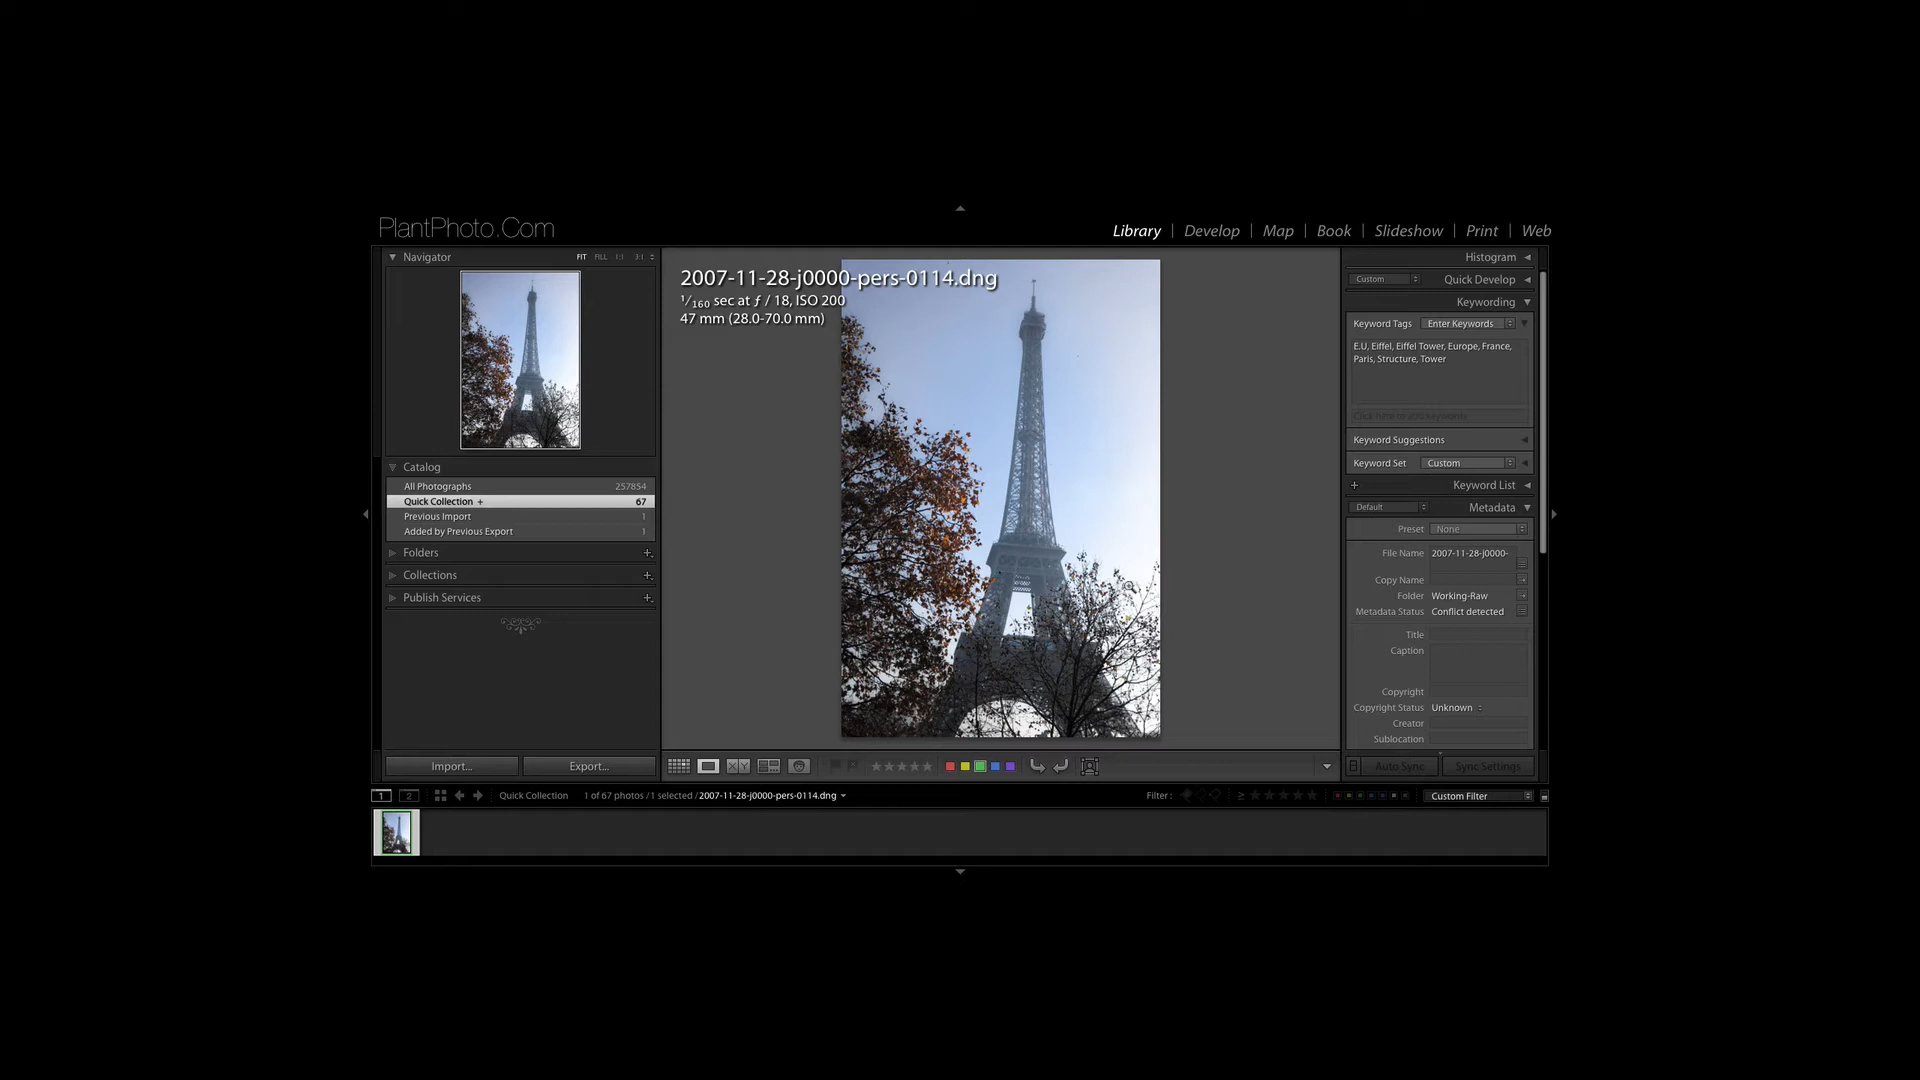 PlantPhoto.Com
Library | Develop | Map | Book | Slideshow | Print | Web
Navigator FIT FILL 1:1 3:1
2007-11-28-j0000-pers-0114.dng
1/160 sec at ƒ / 18, ISO 200
47 mm (28.0-70.0 mm)
Catalog
All Photographs 257854
Quick Collection + 67
Previous Import 1
Added by Previous Export 1
Folders
Collections
Publish Services
Import... Export...
Histogram
Custom Quick Develop
Keywording
Keyword Tags Enter Keywords
E.U, Eiffel, Eiffel Tower, Europe, France,
Paris, Structure, Tower
Click here to add keywords
Keyword Suggestions
Keyword Set Custom
Keyword List
Default Metadata
Preset None
File Name 2007-11-28-j0000-
Copy Name
Folder Working-Raw
Metadata Status Conflict detected
Title
Caption
Copyright
Copyright Status Unknown
Creator
Sublocation
Auto Sync Sync Settings
1 2 Quick Collection 1 of 67 photos / 1 selected / 2007-11-28-j0000-pers-0114.dng Filter : ≥ Custom Filter